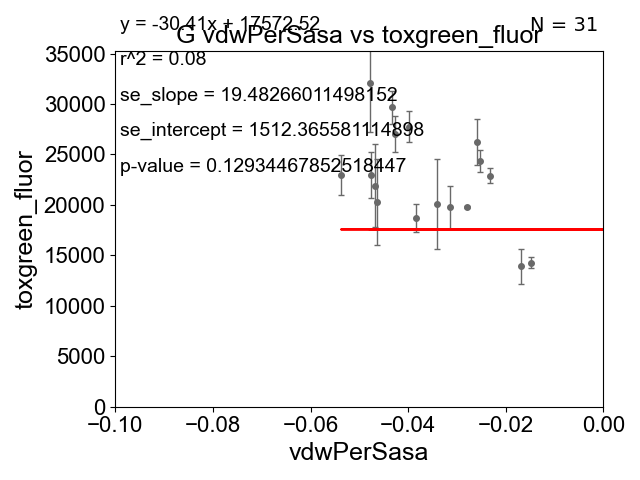 y = -30.41x + 17572.52
N = 31
G vdwPerSasa vs toxgreen_fluor
r^2 = 0.08
se_slope = 19.48266011498152
se_intercept = 1512.365581114898
p-value = 0.12934467852518447
35000
30000
25000
20000
15000
10000
5000
0
toxgreen_fluor
−0.10 −0.08 −0.06 −0.04 −0.02 0.00
vdwPerSasa